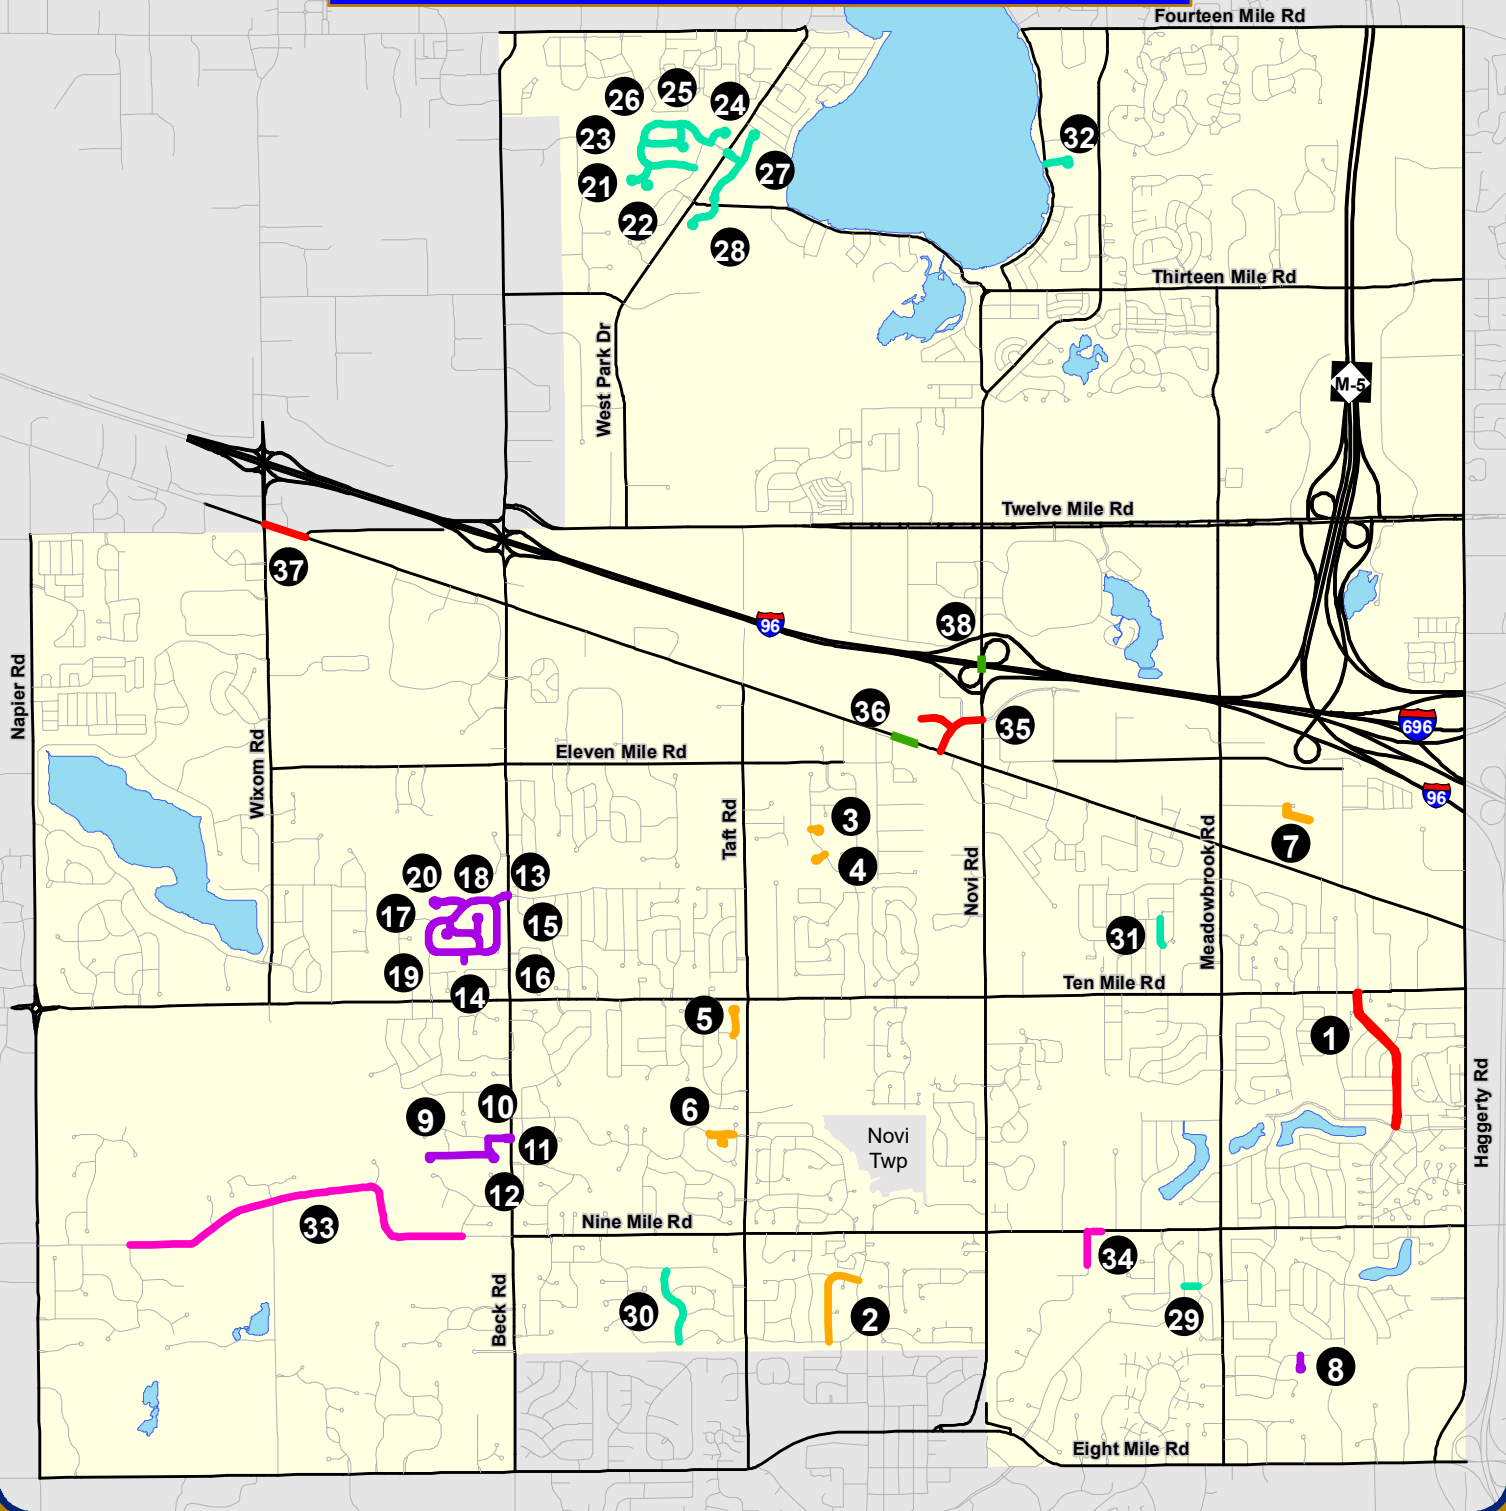 Fourteen Mile Rd
25
26
24
23
32
27
21
22
28
Thirteen Mile Rd
West Park Dr
M-5
Twelve Mile Rd
37
96
38
Napier Rd
36
35
696
Wixom Rd
Eleven Mile Rd
96
Taft Rd
3
7
4
Novi Rd
Meadowbrook Rd
20
18
13
17
15
31
19
16
14
Ten Mile Rd
5
1
10
9
6
11
Novi
Twp
Haggerty Rd
12
33
Nine Mile Rd
34
Beck Rd
30
2
29
8
Eight Mile Rd